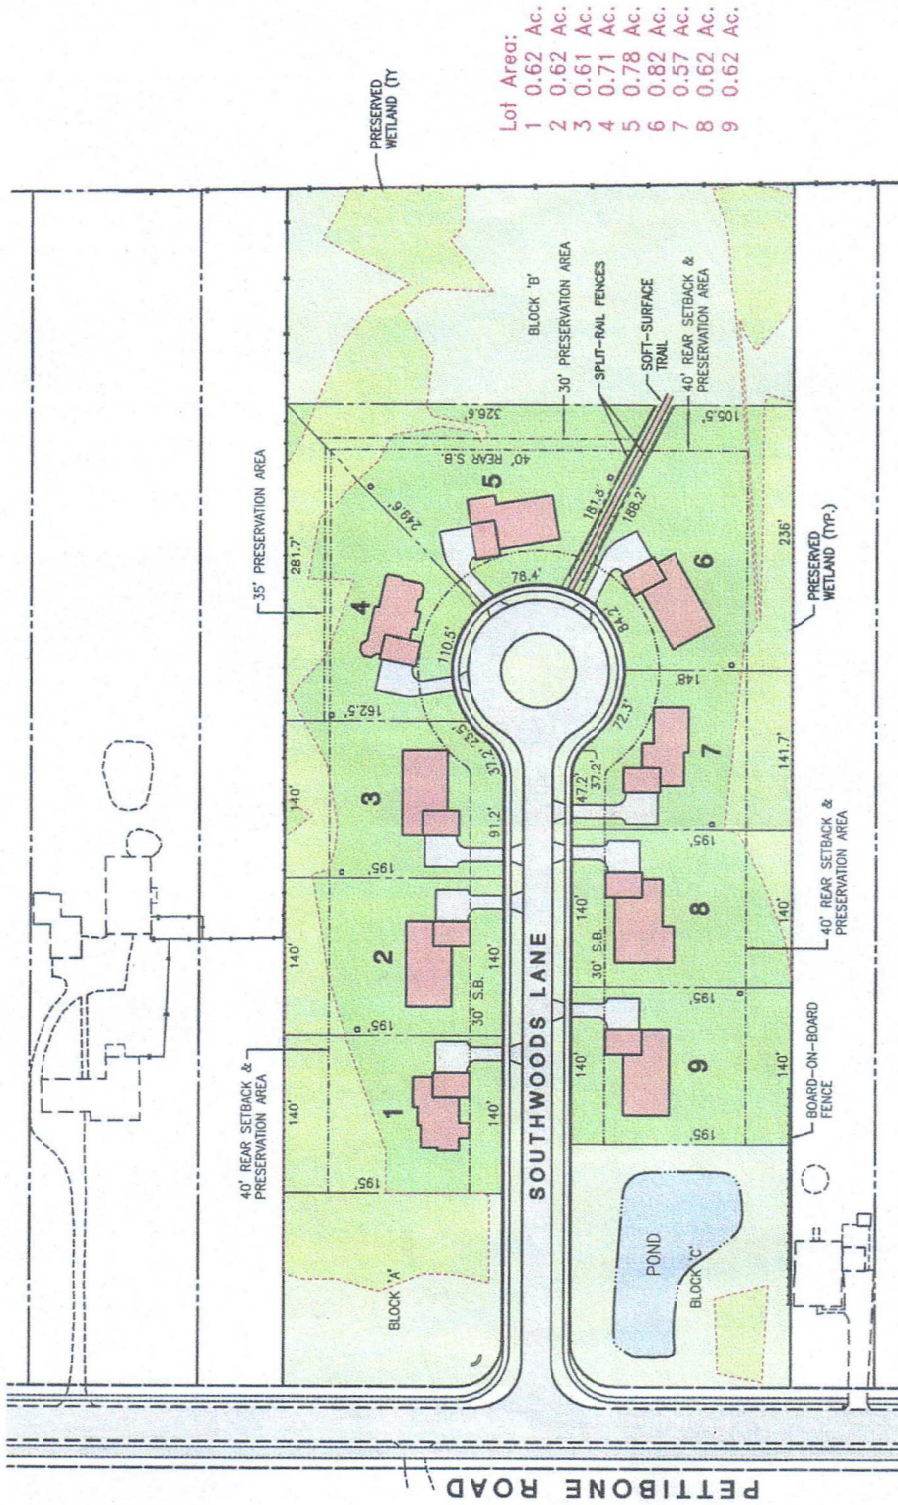 Lot Area:
1 0.62 Ac.
2 0.62 Ac.
3 0.61 Ac.
4 0.71 Ac.
5 0.78 Ac.
6 0.82 Ac.
7 0.57 Ac.
8 0.62 Ac.
9 0.62 Ac.
PRESERVED
WETLAND (TY
35' PRESERVATION AREA
40' REAR SETBACK &
PRESERVATION AREA
BLOCK 'B'
30' PRESERVATION AREA
SPLIT-RAIL FENCES
SOFT-SURFACE
TRAIL
40' REAR SETBACK &
PRESERVATION AREA
326.6'
105.5'
40' REAR S.B.
281.7'
249.6'
181.8'
188.2'
236'
PRESERVED
WETLAND (TYP.)
5
4
6
78.4'
110.5'
84.2'
148'
162.5'
23.5'
37.2'
72.3'
37.2'
47.2'
141.7'
3
7
140'
91.2'
195'
195'
2
8
140'
140'
30' S.B.
195'
140'
30' S.B.
140'
195'
40' REAR SETBACK &
PRESERVATION AREA
1
9
140'
140'
195'
140'
140'
195'
BOARD-ON-BOARD
FENCE
SOUTHWOODS LANE
BLOCK 'A'
POND
BLOCK 'C'
PETTIBONE ROAD